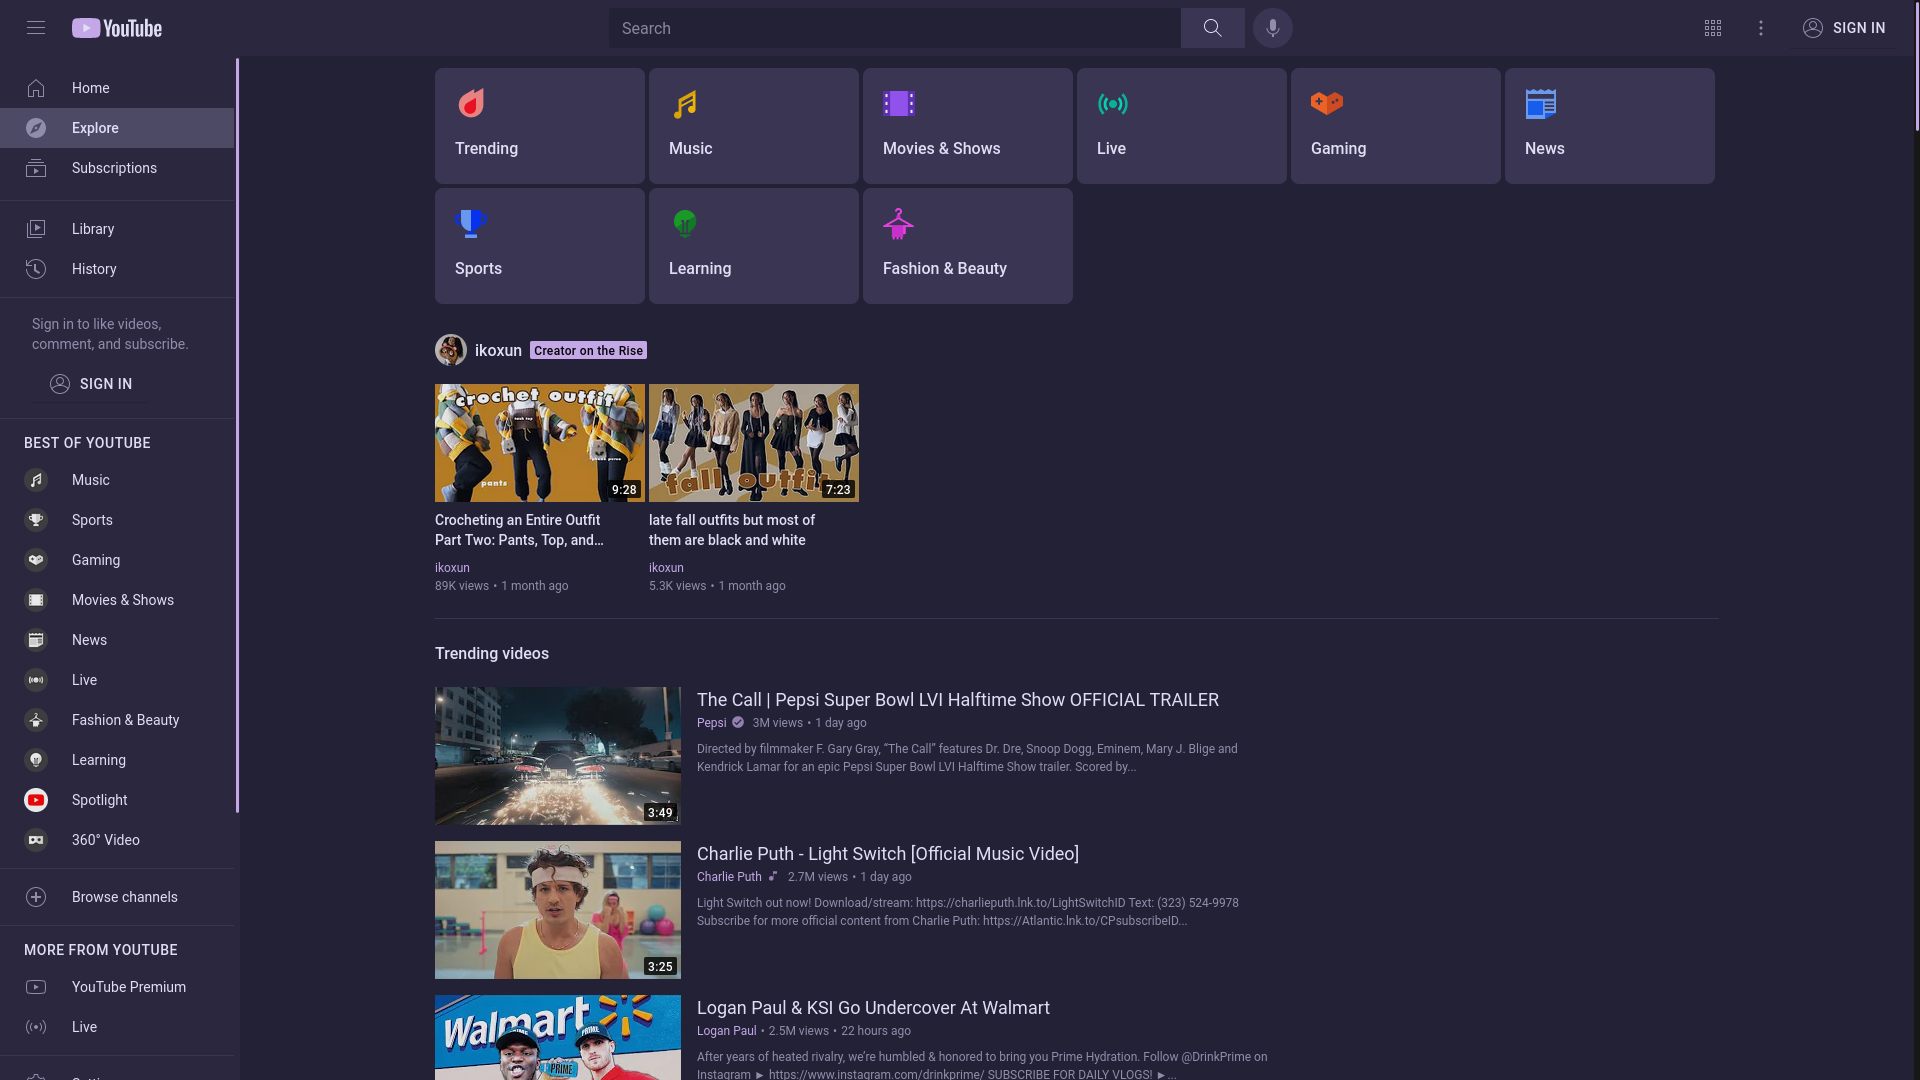 YouTube
Search
SIGN IN
Home
Explore
Subscriptions
Library
History
Sign in to like videos,
comment, and subscribe.
SIGN IN
BEST OF YOUTUBE
Music
Sports
Gaming
Movies & Shows
News
Live
Fashion & Beauty
Learning
Spotlight
360° Video
Browse channels
MORE FROM YOUTUBE
YouTube Premium
Live
Trending
Music
Movies & Shows
Live
Gaming
News
Sports
Learning
Fashion & Beauty
ikoxun
Creator on the Rise
crochet outfit
pants
9:28
Crocheting an Entire Outfit
Part Two: Pants, Top, and...
ikoxun
89K views • 1 month ago
fall outfit
7:23
late fall outfits but most of
them are black and white
ikoxun
5.3K views • 1 month ago
Trending videos
3:49
The Call | Pepsi Super Bowl LVI Halftime Show OFFICIAL TRAILER
Pepsi 3M views • 1 day ago
Directed by filmmaker F. Gary Gray, “The Call” features Dr. Dre, Snoop Dogg, Eminem, Mary J. Blige and
Kendrick Lamar for an epic Pepsi Super Bowl LVI Halftime Show trailer. Scored by...
3:25
Charlie Puth - Light Switch [Official Music Video]
Charlie Puth 2.7M views • 1 day ago
Light Switch out now! Download/stream: https://charlieputh.lnk.to/LightSwitchID Text: (323) 524-9978
Subscribe for more official content from Charlie Puth: https://Atlantic.lnk.to/CPsubscribeID...
Walmart
PRIME
PRIME
PRIME
Logan Paul & KSI Go Undercover At Walmart
Logan Paul • 2.5M views • 22 hours ago
After years of heated rivalry, we’re humbled & honored to bring you Prime Hydration. Follow @DrinkPrime on
Instagram ► https://www.instagram.com/drinkprime/ SUBSCRIBE FOR DAILY VLOGS! ►...